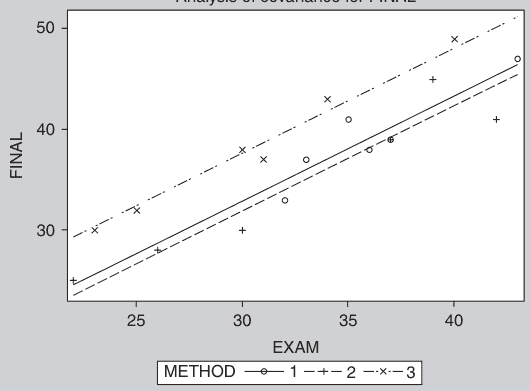 Analysis of covariance for FINAL
50
40
30
FINAL
25 30 35 40
EXAM
METHOD 1 2 3